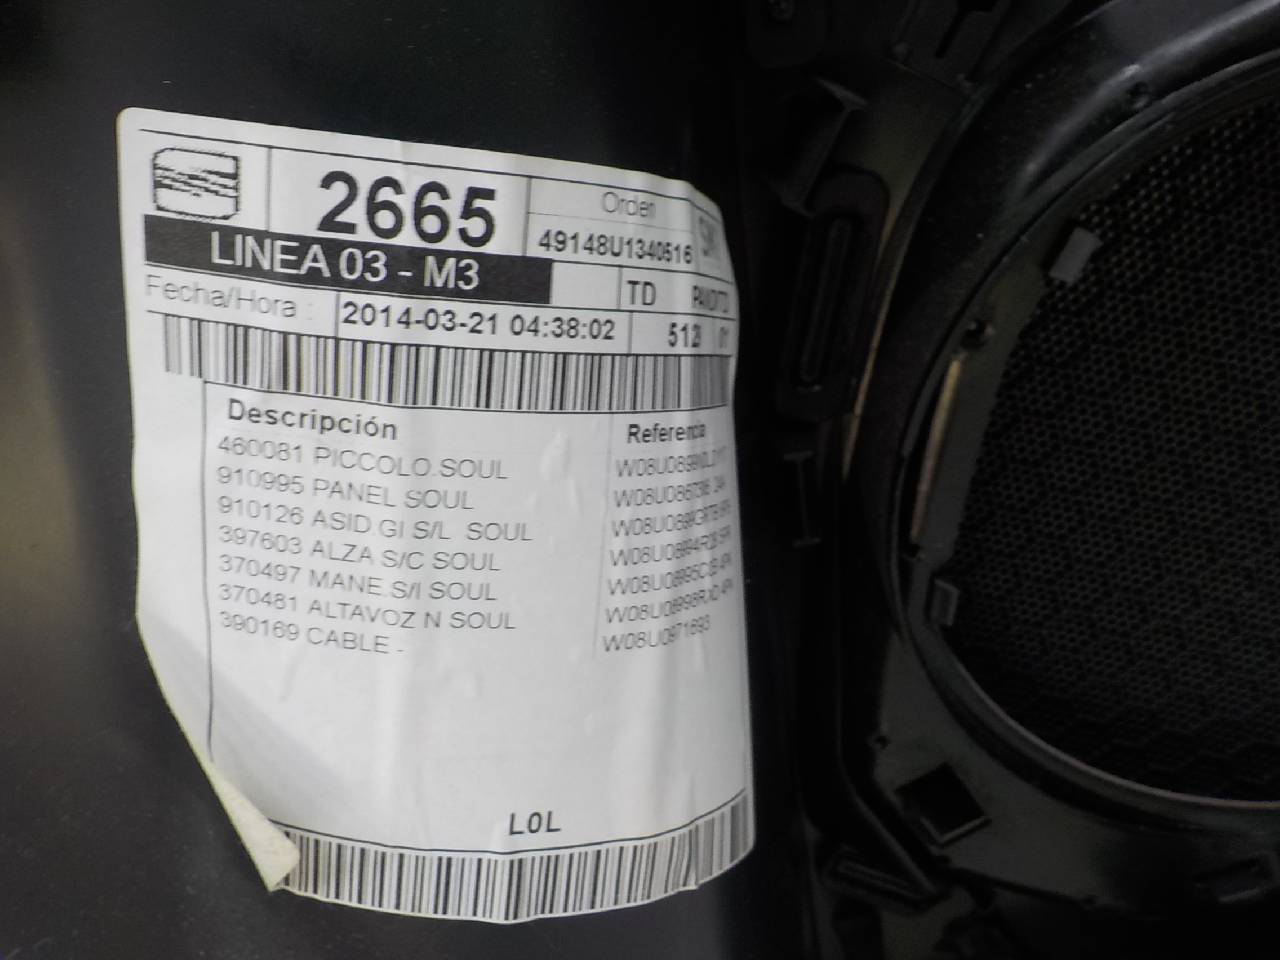 2665
Orden
49148U1340516
LINEA 03 - M3
TD
Fecha/Hora :
2014-03-21 04:38:02
512
01
Descripción
Referencia
460081 PICCOLO.SOUL
910995 PANEL SOUL
910126 ASID.GI S/L SOUL
397603 ALZA S/C SOUL
370497 MANE.S/I SOUL
370481 ALTAVOZ N SOUL
390169 CABLE -
W08U0971693
LOL